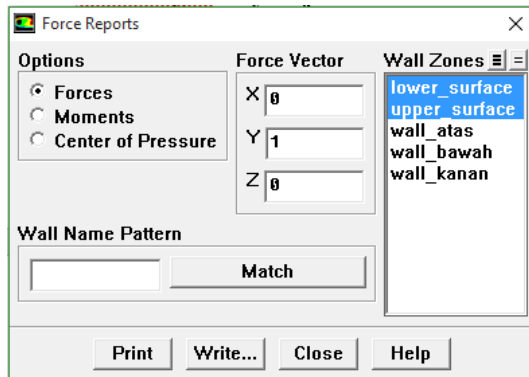 Force Reports
Options
Forces
Moments
Center of Pressure
Force Vector
X 0
Y 1
Z 0
Wall Zones
lower_surface
upper_surface
wall_atas
wall_bawah
wall_kanan
Wall Name Pattern
Match
Print Write... Close Help